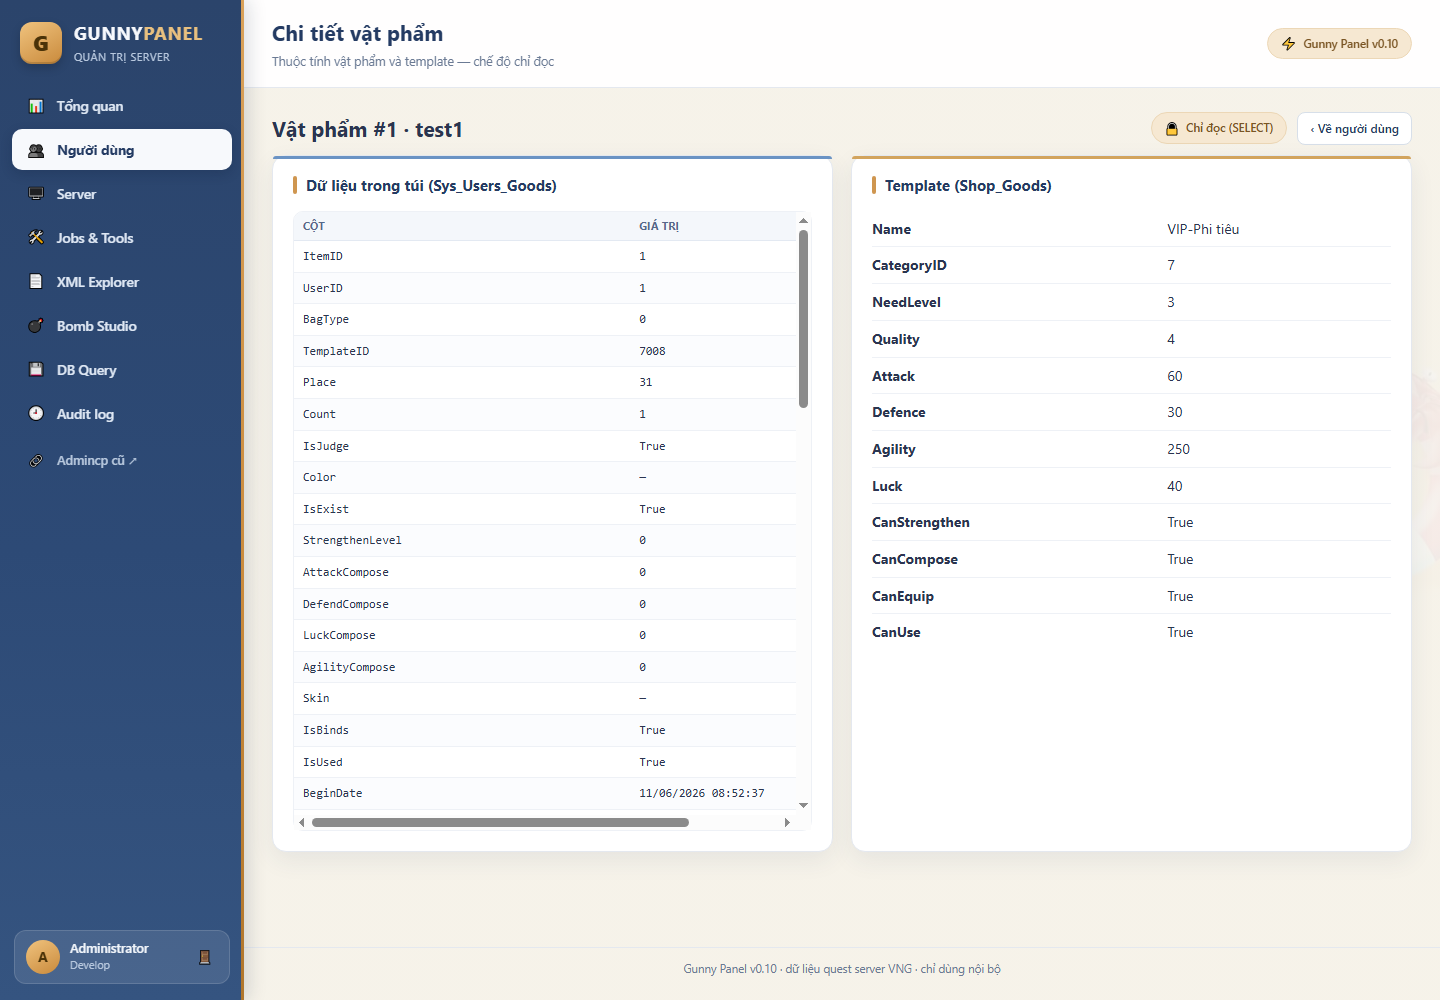 G
GUNNYPANEL
QUẢN TRỊ SERVER
Tổng quan
Người dùng
Server
Jobs & Tools
XML Explorer
Bomb Studio
DB Query
Audit log
Admincp cũ ↗
A
Administrator
Develop
Chi tiết vật phẩm
Thuộc tính vật phẩm và template — chế độ chỉ đọc
Gunny Panel v0.10
Vật phẩm #1 · test1
Chỉ đọc (SELECT)
‹ Về người dùng
Dữ liệu trong túi (Sys_Users_Goods)
CỘT GIÁ TRỊ
ItemID 1
UserID 1
BagType 0
TemplateID 7008
Place 31
Count 1
IsJudge True
Color —
IsExist True
StrengthenLevel 0
AttackCompose 0
DefendCompose 0
LuckCompose 0
AgilityCompose 0
Skin —
IsBinds True
IsUsed True
BeginDate 11/06/2026 08:52:37
Template (Shop_Goods)
Name VIP-Phi tiêu
CategoryID 7
NeedLevel 3
Quality 4
Attack 60
Defence 30
Agility 250
Luck 40
CanStrengthen True
CanCompose True
CanEquip True
CanUse True
Gunny Panel v0.10 · dữ liệu quest server VNG · chỉ dùng nội bộ